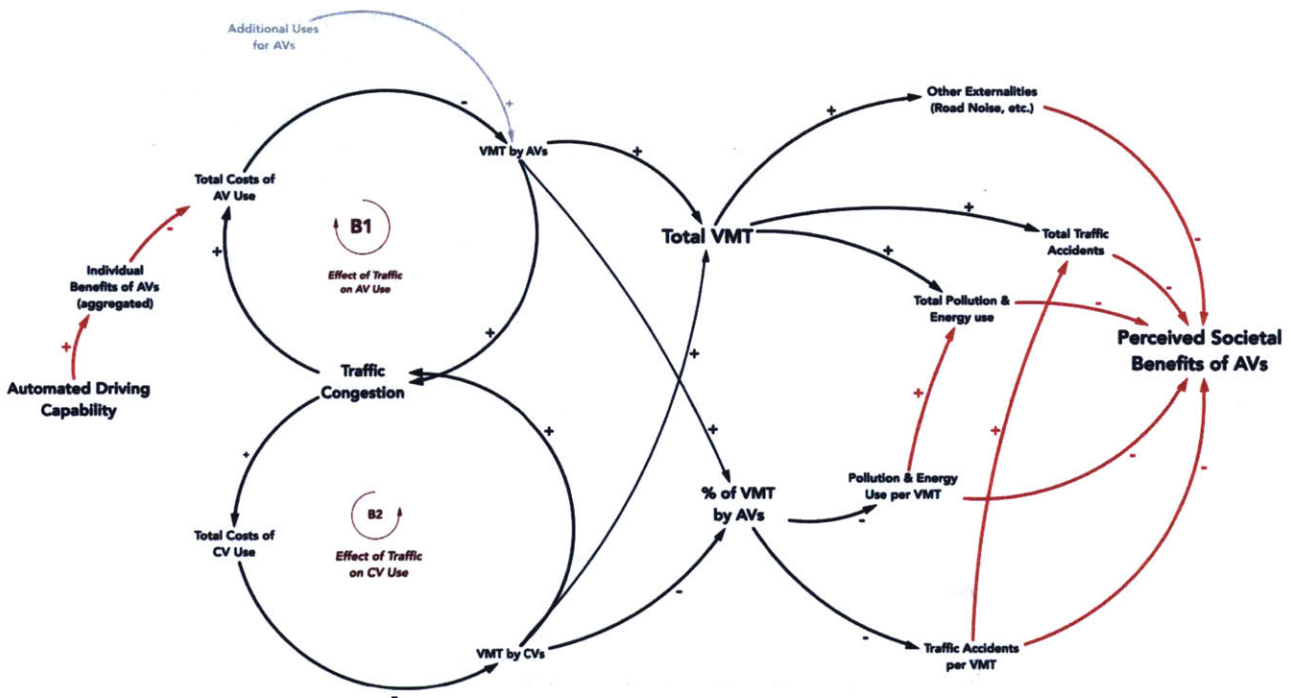 Additional Uses
for AVs
-
+
VMT by AVs
+
Total Costs of
AV Use
-
+
B1
Effect of Traffic
on AV Use
+
Individual
Benefits of AVs
(aggregated)
+
Automated Driving
Capability
Traffic
Congestion
+
+
B2
Effect of Traffic
on CV Use
Total Costs of
CV Use
-
VMT by CVs
-
+
+
Total VMT
+
Other Externalities
(Road Noise, etc.)
-
+
Total Traffic
Accidents
-
+
Total Pollution &
Energy use
-
Perceived Societal
Benefits of AVs
+
+
% of VMT
by AVs
-
Pollution & Energy
Use per VMT
-
-
Traffic Accidents
per VMT
-